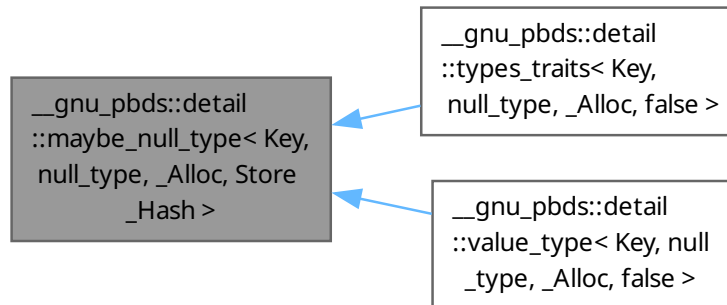 __gnu_pbds::detail
::maybe_null_type< Key,
null_type, _Alloc, Store
_Hash >
__gnu_pbds::detail
::types_traits< Key,
null_type, _Alloc, false >
__gnu_pbds::detail
::value_type< Key, null
_type, _Alloc, false >